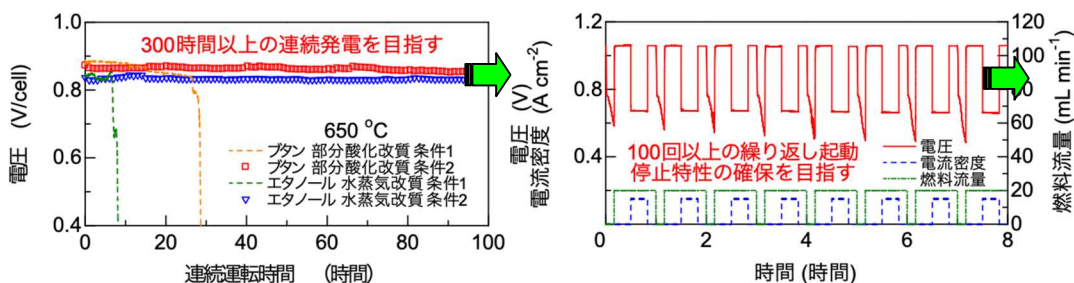 300時間以上の連続発電を目指す
電圧 (V/cell)
1.0
0.8
0.6
0.4
650 ℃
ブタン 部分酸化改質 条件1
ブタン 部分酸化改質 条件2
エタノール 水蒸気改質 条件1
エタノール 水蒸気改質 条件2
0 20 40 60 80 100
連続運転時間 (時間)
電圧 (V)
電流密度 (A cm-2)
1.2
0.8
0.4
0
100回以上の繰り返し起動
停止特性の確保を目指す
電圧
電流密度
燃料流量
120
100
80
60
40
20
0
燃料流量 (mL min-1)
0 2 4 6 8
時間 (時間)